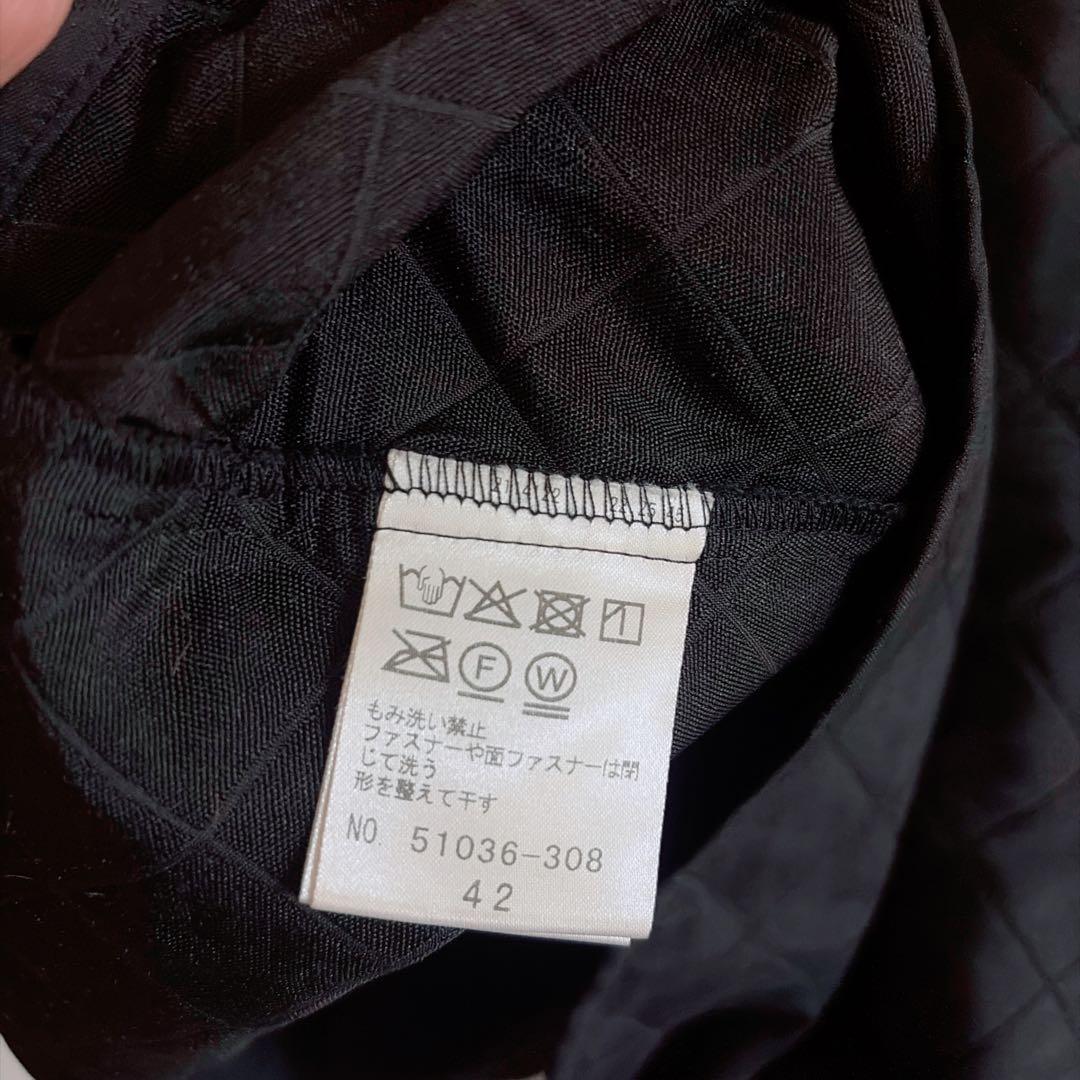 F W
もみ洗い禁止
ファスナーや面ファスナーは閉
じて洗う
形を整えて干す
NO. 51036-308
42